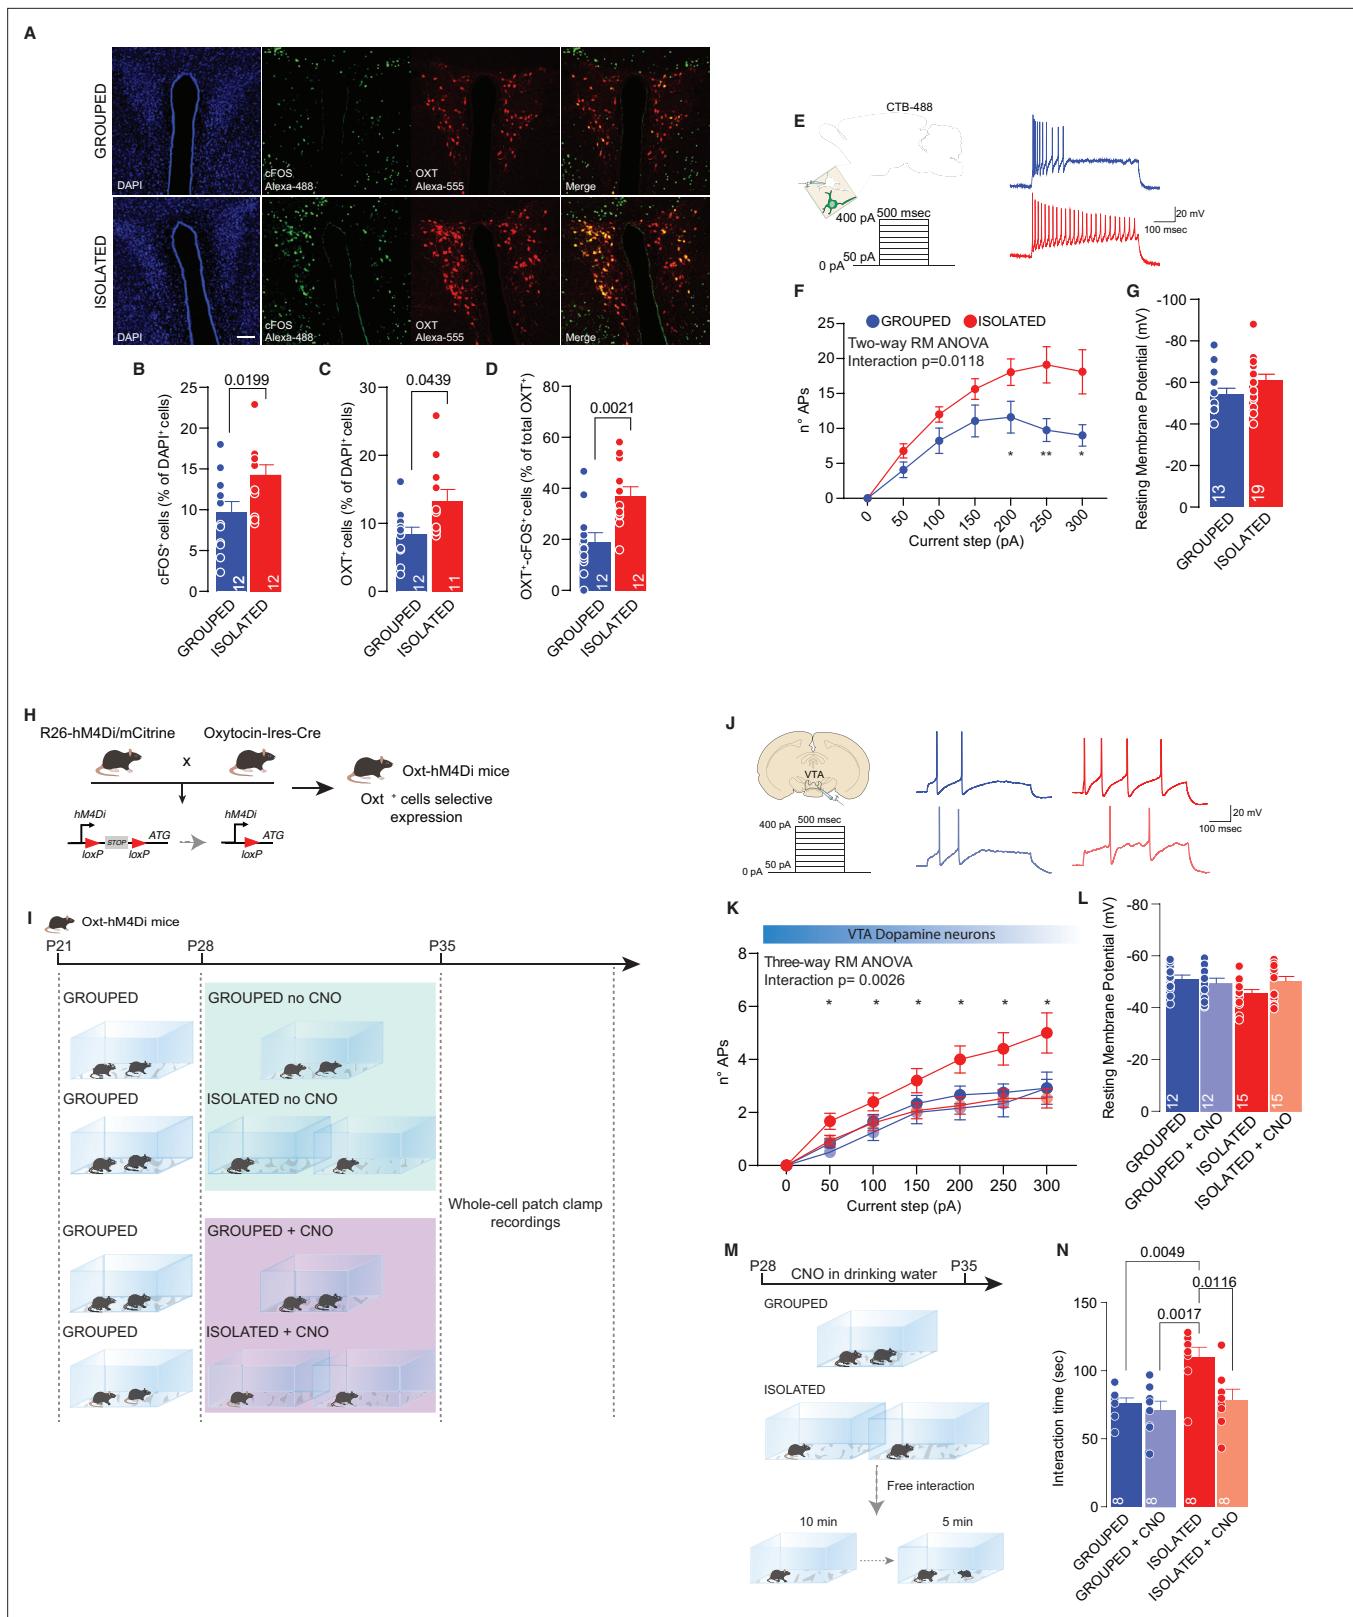 A
GROUPED
DAPI
cFOS
Alexa-488
OXT
Alexa-555
Merge
ISOLATED
DAPI
cFOS
Alexa-488
OXT
Alexa-555
Merge
B
cFOS+ cells (% of DAPI+ cells)
25
20
15
10
5
0
0.0199
12
12
GROUPED
ISOLATED
C
OXT+ cells (% of DAPI+ cells)
30
20
10
0
0.0439
12
11
GROUPED
ISOLATED
D
OXT+-cFOS+ cells (% of total OXT+)
80
60
40
20
0
0.0021
12
12
GROUPED
ISOLATED
E
CTB-488
400 pA
500 msec
50 pA
0 pA
20 mV
100 msec
F
GROUPED
ISOLATED
Two-way RM ANOVA
Interaction p=0.0118
n° APs
25
20
15
10
5
0
* ** *
0 50 100 150 200 250 300
Current step (pA)
G
Resting Membrane Potential (mV)
-100
-80
-60
-40
-20
0
13
19
GROUPED
ISOLATED
H
R26-hM4Di/mCitrine
x
Oxytocin-Ires-Cre
Oxt-hM4Di mice
Oxt + cells selective
expression
hM4Di
loxP
STOP
loxP
ATG
hM4Di
loxP
ATG
I
Oxt-hM4Di mice
P21
P28
P35
GROUPED
GROUPED no CNO
GROUPED
ISOLATED no CNO
Whole-cell patch clamp
recordings
GROUPED
GROUPED + CNO
GROUPED
ISOLATED + CNO
J
VTA
400 pA
500 msec
50 pA
0 pA
20 mV
100 msec
K
VTA Dopamine neurons
Three-way RM ANOVA
Interaction p= 0.0026
n° APs
8
6
4
2
0
* * * * * *
0 50 100 150 200 250 300
Current step (pA)
L
Resting Membrane Potential (mV)
-80
-60
-40
-20
0
12
12
15
15
GROUPED
GROUPED + CNO
ISOLATED
ISOLATED + CNO
M
P28
CNO in drinking water
P35
GROUPED
ISOLATED
Free interaction
10 min
5 min
N
Interaction time (sec)
150
100
50
0
0.0049
0.0116
0.0017
8
8
8
8
GROUPED
GROUPED + CNO
ISOLATED
ISOLATED + CNO